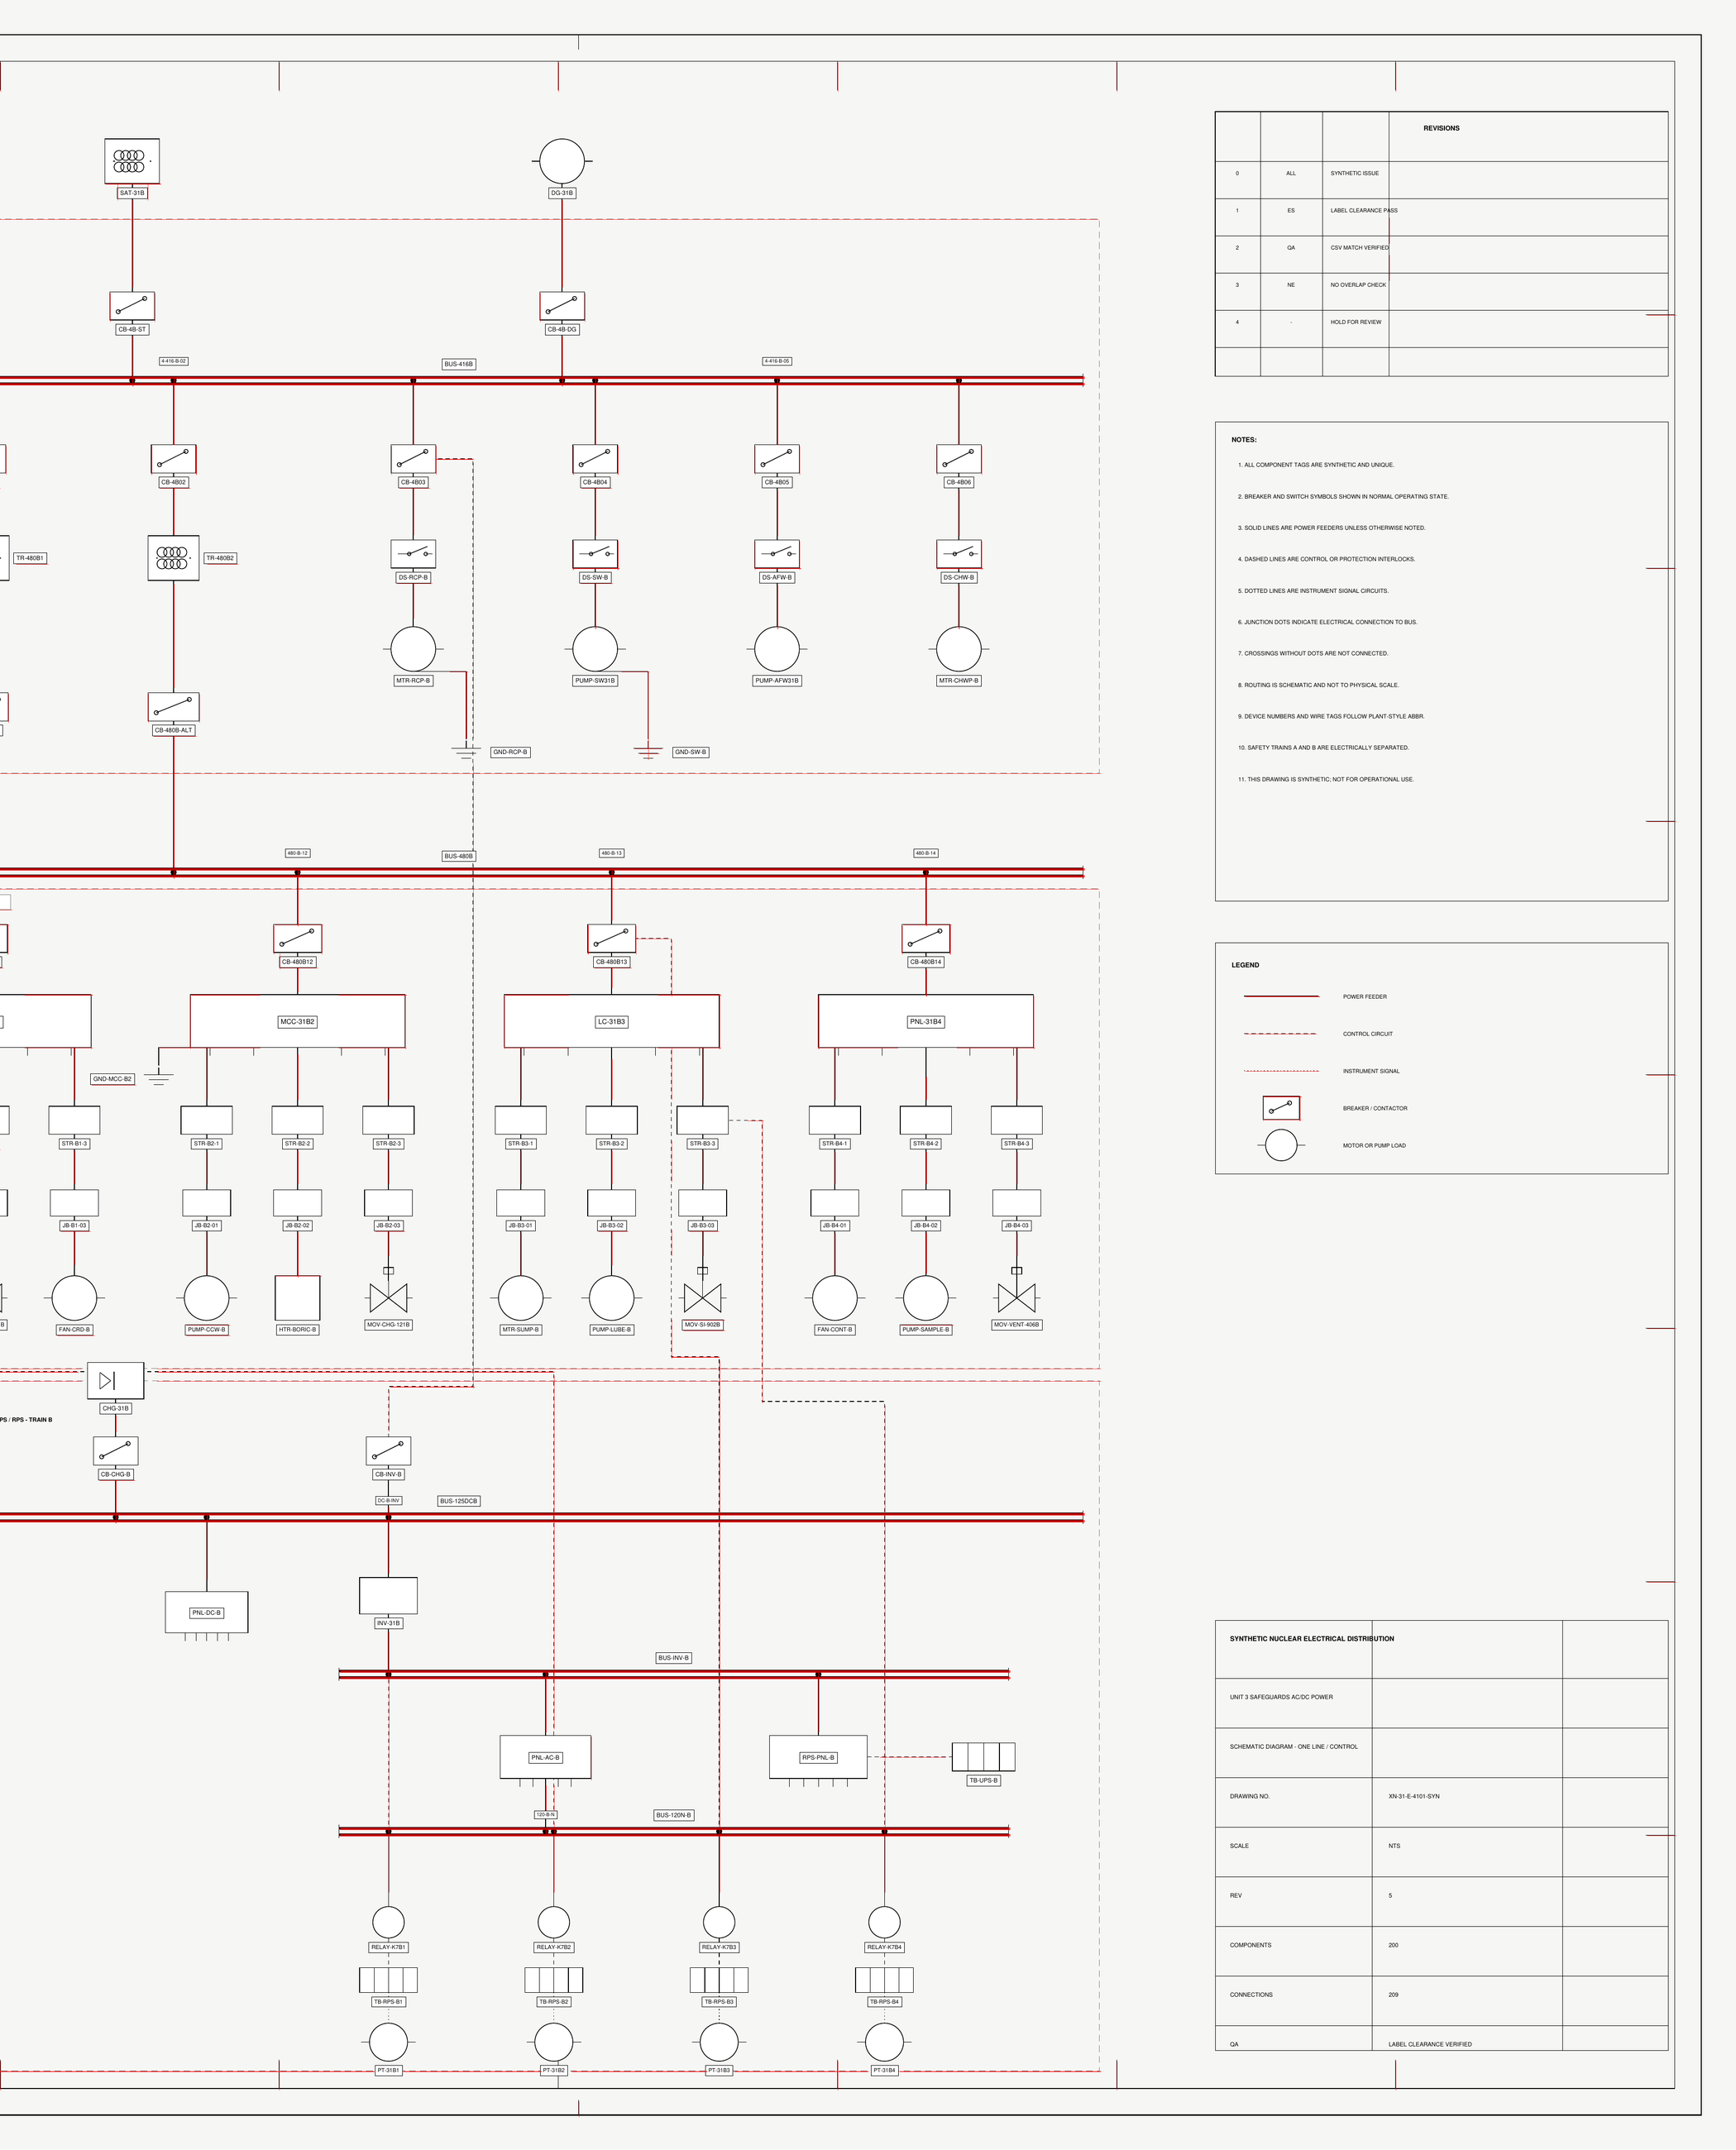 REVISIONS
0 ALL SYNTHETIC ISSUE
1 ES LABEL CLEARANCE PASS
2 QA CSV MATCH VERIFIED
3 NE NO OVERLAP CHECK
4 - HOLD FOR REVIEW
SAT-31B DG-31B
CB-4B-ST CB-4B-DG
4-416-B-02 BUS-416B 4-416-B-05
CB-4B02 CB-4B03 CB-4B04 CB-4B05 CB-4B06
TR-480B1 TR-480B2
DS-RCP-B DS-SW-B DS-AFW-B DS-CHW-B
MTR-RCP-B PUMP-SW31B PUMP-AFW31B MTR-CHWP-B
CB-480B-ALT
GND-RCP-B GND-SW-B
NOTES:
1. ALL COMPONENT TAGS ARE SYNTHETIC AND UNIQUE.
2. BREAKER AND SWITCH SYMBOLS SHOWN IN NORMAL OPERATING STATE.
3. SOLID LINES ARE POWER FEEDERS UNLESS OTHERWISE NOTED.
4. DASHED LINES ARE CONTROL OR PROTECTION INTERLOCKS.
5. DOTTED LINES ARE INSTRUMENT SIGNAL CIRCUITS.
6. JUNCTION DOTS INDICATE ELECTRICAL CONNECTION TO BUS.
7. CROSSINGS WITHOUT DOTS ARE NOT CONNECTED.
8. ROUTING IS SCHEMATIC AND NOT TO PHYSICAL SCALE.
9. DEVICE NUMBERS AND WIRE TAGS FOLLOW PLANT-STYLE ABBR.
10. SAFETY TRAINS A AND B ARE ELECTRICALLY SEPARATED.
11. THIS DRAWING IS SYNTHETIC; NOT FOR OPERATIONAL USE.
480-B-12 BUS-480B 480-B-13 480-B-14
CB-480B12 CB-480B13 CB-480B14
MCC-31B2 LC-31B3 PNL-31B4
GND-MCC-B2
STR-B1-3 STR-B2-1 STR-B2-2 STR-B2-3 STR-B3-1 STR-B3-2 STR-B3-3 STR-B4-1 STR-B4-2 STR-B4-3
JB-B1-03 JB-B2-01 JB-B2-02 JB-B2-03 JB-B3-01 JB-B3-02 JB-B3-03 JB-B4-01 JB-B4-02 JB-B4-03
B FAN-CRD-B PUMP-CCW-B HTR-BORIC-B MOV-CHG-121B MTR-SUMP-B PUMP-LUBE-B MOV-SI-902B FAN-CONT-B PUMP-SAMPLE-B MOV-VENT-406B
LEGEND
POWER FEEDER
CONTROL CIRCUIT
INSTRUMENT SIGNAL
BREAKER / CONTACTOR
MOTOR OR PUMP LOAD
CHG-31B
PS / RPS - TRAIN B
CB-CHG-B CB-INV-B
DC-B-INV BUS-125DCB
PNL-DC-B INV-31B
BUS-INV-B
PNL-AC-B RPS-PNL-B
TB-UPS-B
120-B-N BUS-120N-B
RELAY-K7B1 RELAY-K7B2 RELAY-K7B3 RELAY-K7B4
TB-RPS-B1 TB-RPS-B2 TB-RPS-B3 TB-RPS-B4
PT-31B1 PT-31B2 PT-31B3 PT-31B4
SYNTHETIC NUCLEAR ELECTRICAL DISTRIBUTION
UNIT 3 SAFEGUARDS AC/DC POWER
SCHEMATIC DIAGRAM - ONE LINE / CONTROL
DRAWING NO. XN-31-E-4101-SYN
SCALE NTS
REV 5
COMPONENTS 200
CONNECTIONS 209
QA LABEL CLEARANCE VERIFIED